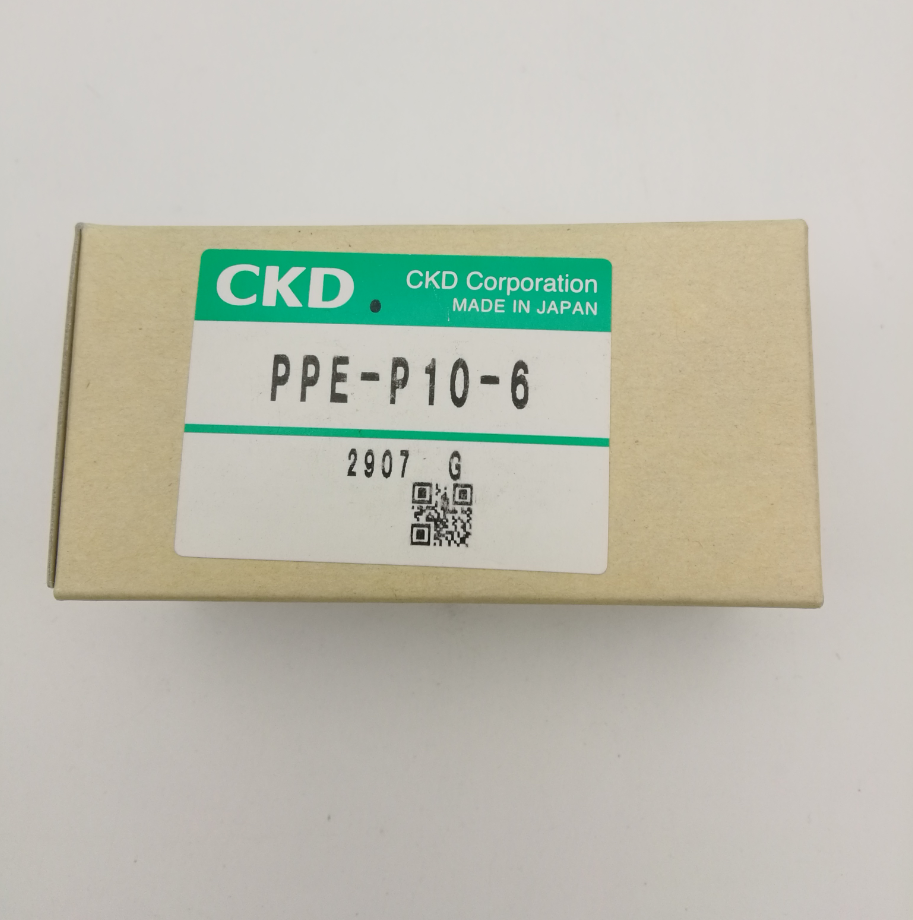 CKD
CKD Corporation
MADE IN JAPAN
PPE-P10-6
2907 G